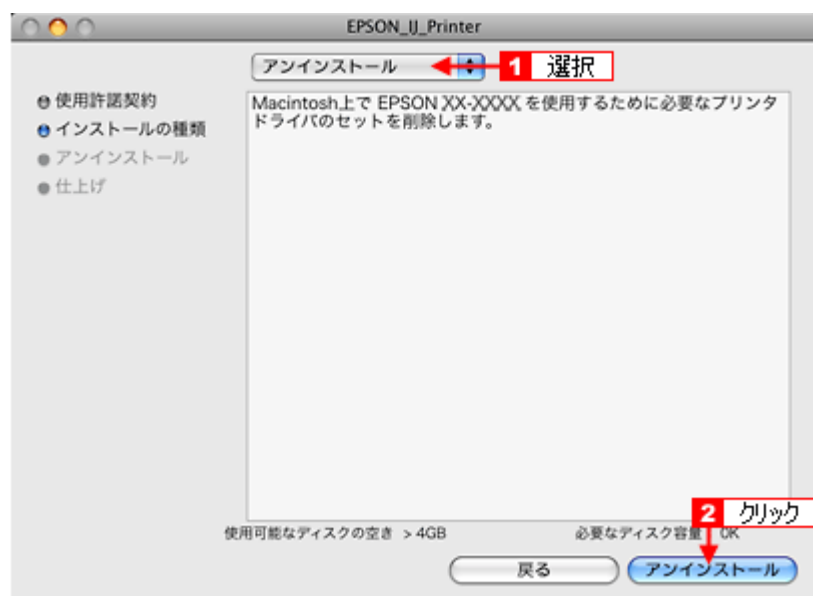 EPSON_IJ_Printer
アンインストール
1 選択
使用許諾契約
インストールの種類
アンインストール
仕上げ
Macintosh上で EPSON XX-XXXX を使用するために必要なプリンタ
ドライバのセットを削除します。
2 クリック
使用可能なディスクの空き > 4GB
必要なディスク容量 0K
戻る
アンインストール